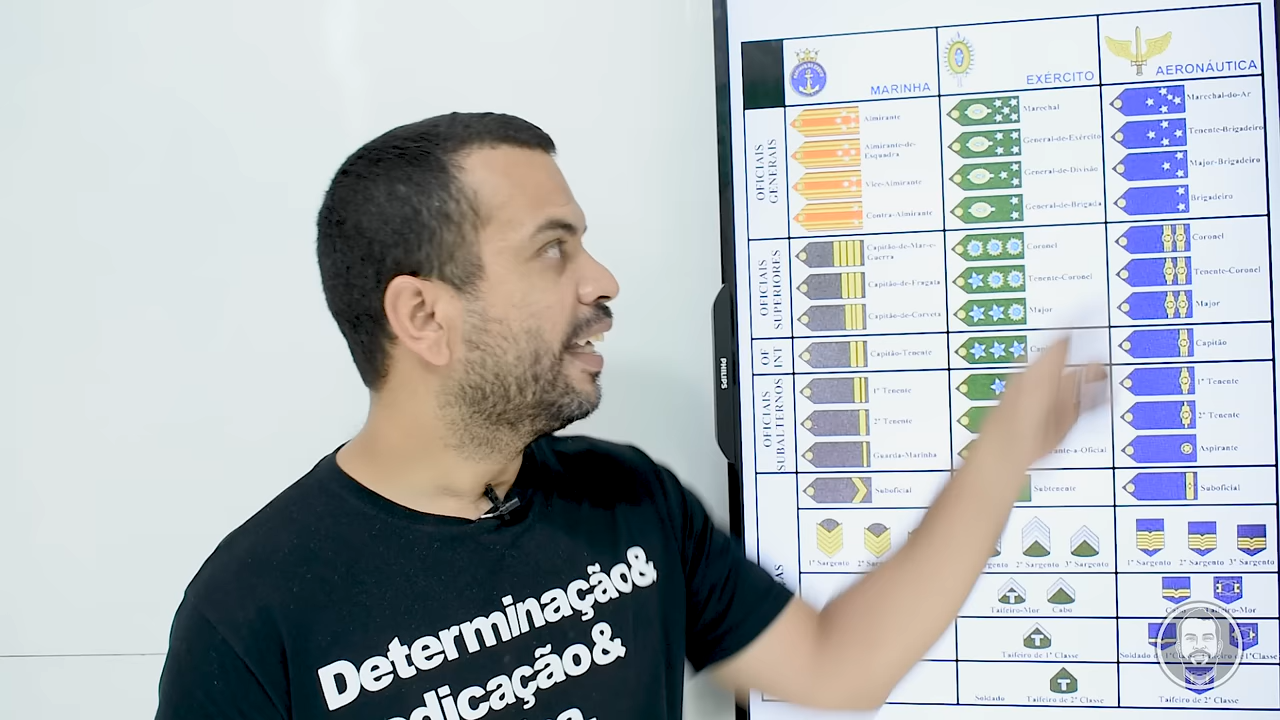 MARINHA
EXÉRCITO
AERONÁUTICA
OFICIAIS
GENERAIS
Almirante
Almirante-de-
Esquadra
Vice-Almirante
Contra-Almirante
Marechal
General-de-Exército
General-de-Divisão
General-de-Brigada
Marechal-do-Ar
Tenente-Brigadeiro
Major-Brigadeiro
Brigadeiro
OFICIAIS
SUPERIORES
Capitão-de-Mar-e-
Guerra
Capitão-de-Fragata
Capitão-de-Corveta
Coronel
Tenente-Coronel
Major
Coronel
Tenente-Coronel
Major
OF
INT
Capitão-Tenente
Capitão
OFICIAIS
SUBALTERNOS
1º Tenente
2º Tenente
Guarda-Marinha
1º Tenente
2º Tenente
Aspirante
Suboficial
Subtenente
Suboficial
1º Sargento
2º Sargento
3º Sargento
1º Sargento
2º Sargento
3º Sargento
Taifeiro-Mor
Cabo
Taifeiro de 1ª Classe
Soldado
Taifeiro de 2ª Classe
Taifeiro de 2ª Classe
PHILIPS
Determinação&